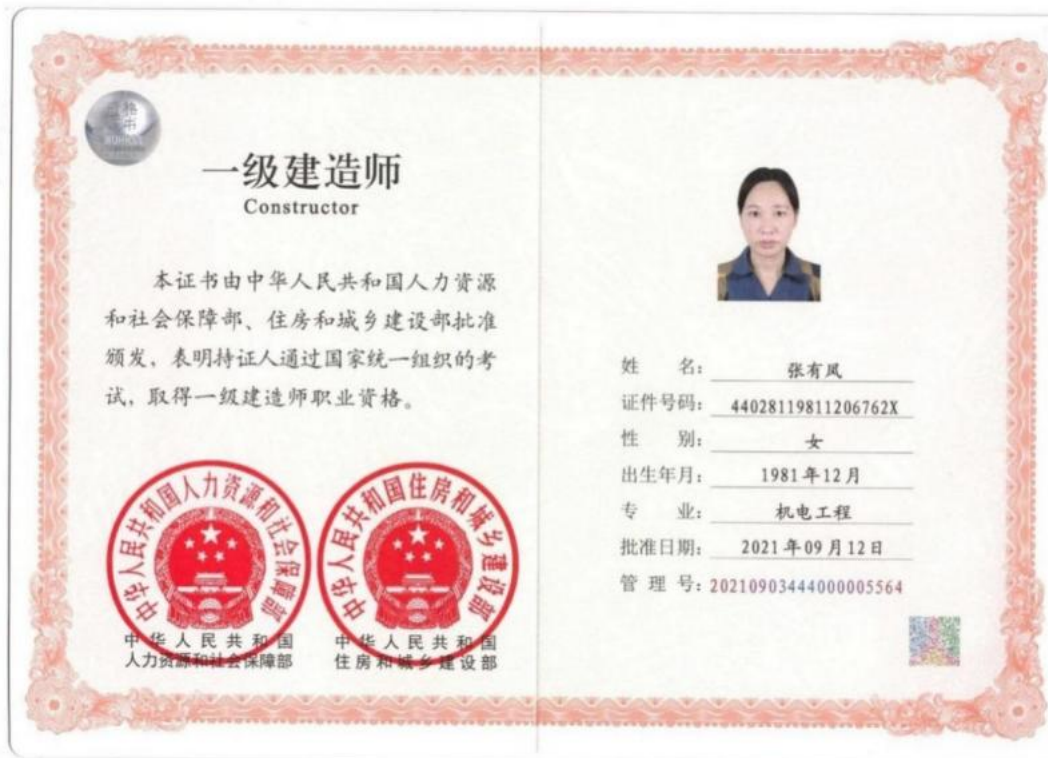 一级建造师
Constructor
本证书由中华人民共和国人力资源
和社会保障部、住房和城乡建设部批准
颁发，表明持证人通过国家统一组织的考
试，取得一级建造师职业资格。
中华人民共和国人力资源和社会保障部
中华人民共和国住房和城乡建设部
中华人民共和国
人力资源和社会保障部
中华人民共和国
住房和城乡建设部
姓 名：张有凤
证件号码：44028119811206762X
性 别：女
出生年月：1981年12月
专 业：机电工程
批准日期：2021年09月12日
管 理 号：20210903444000005564